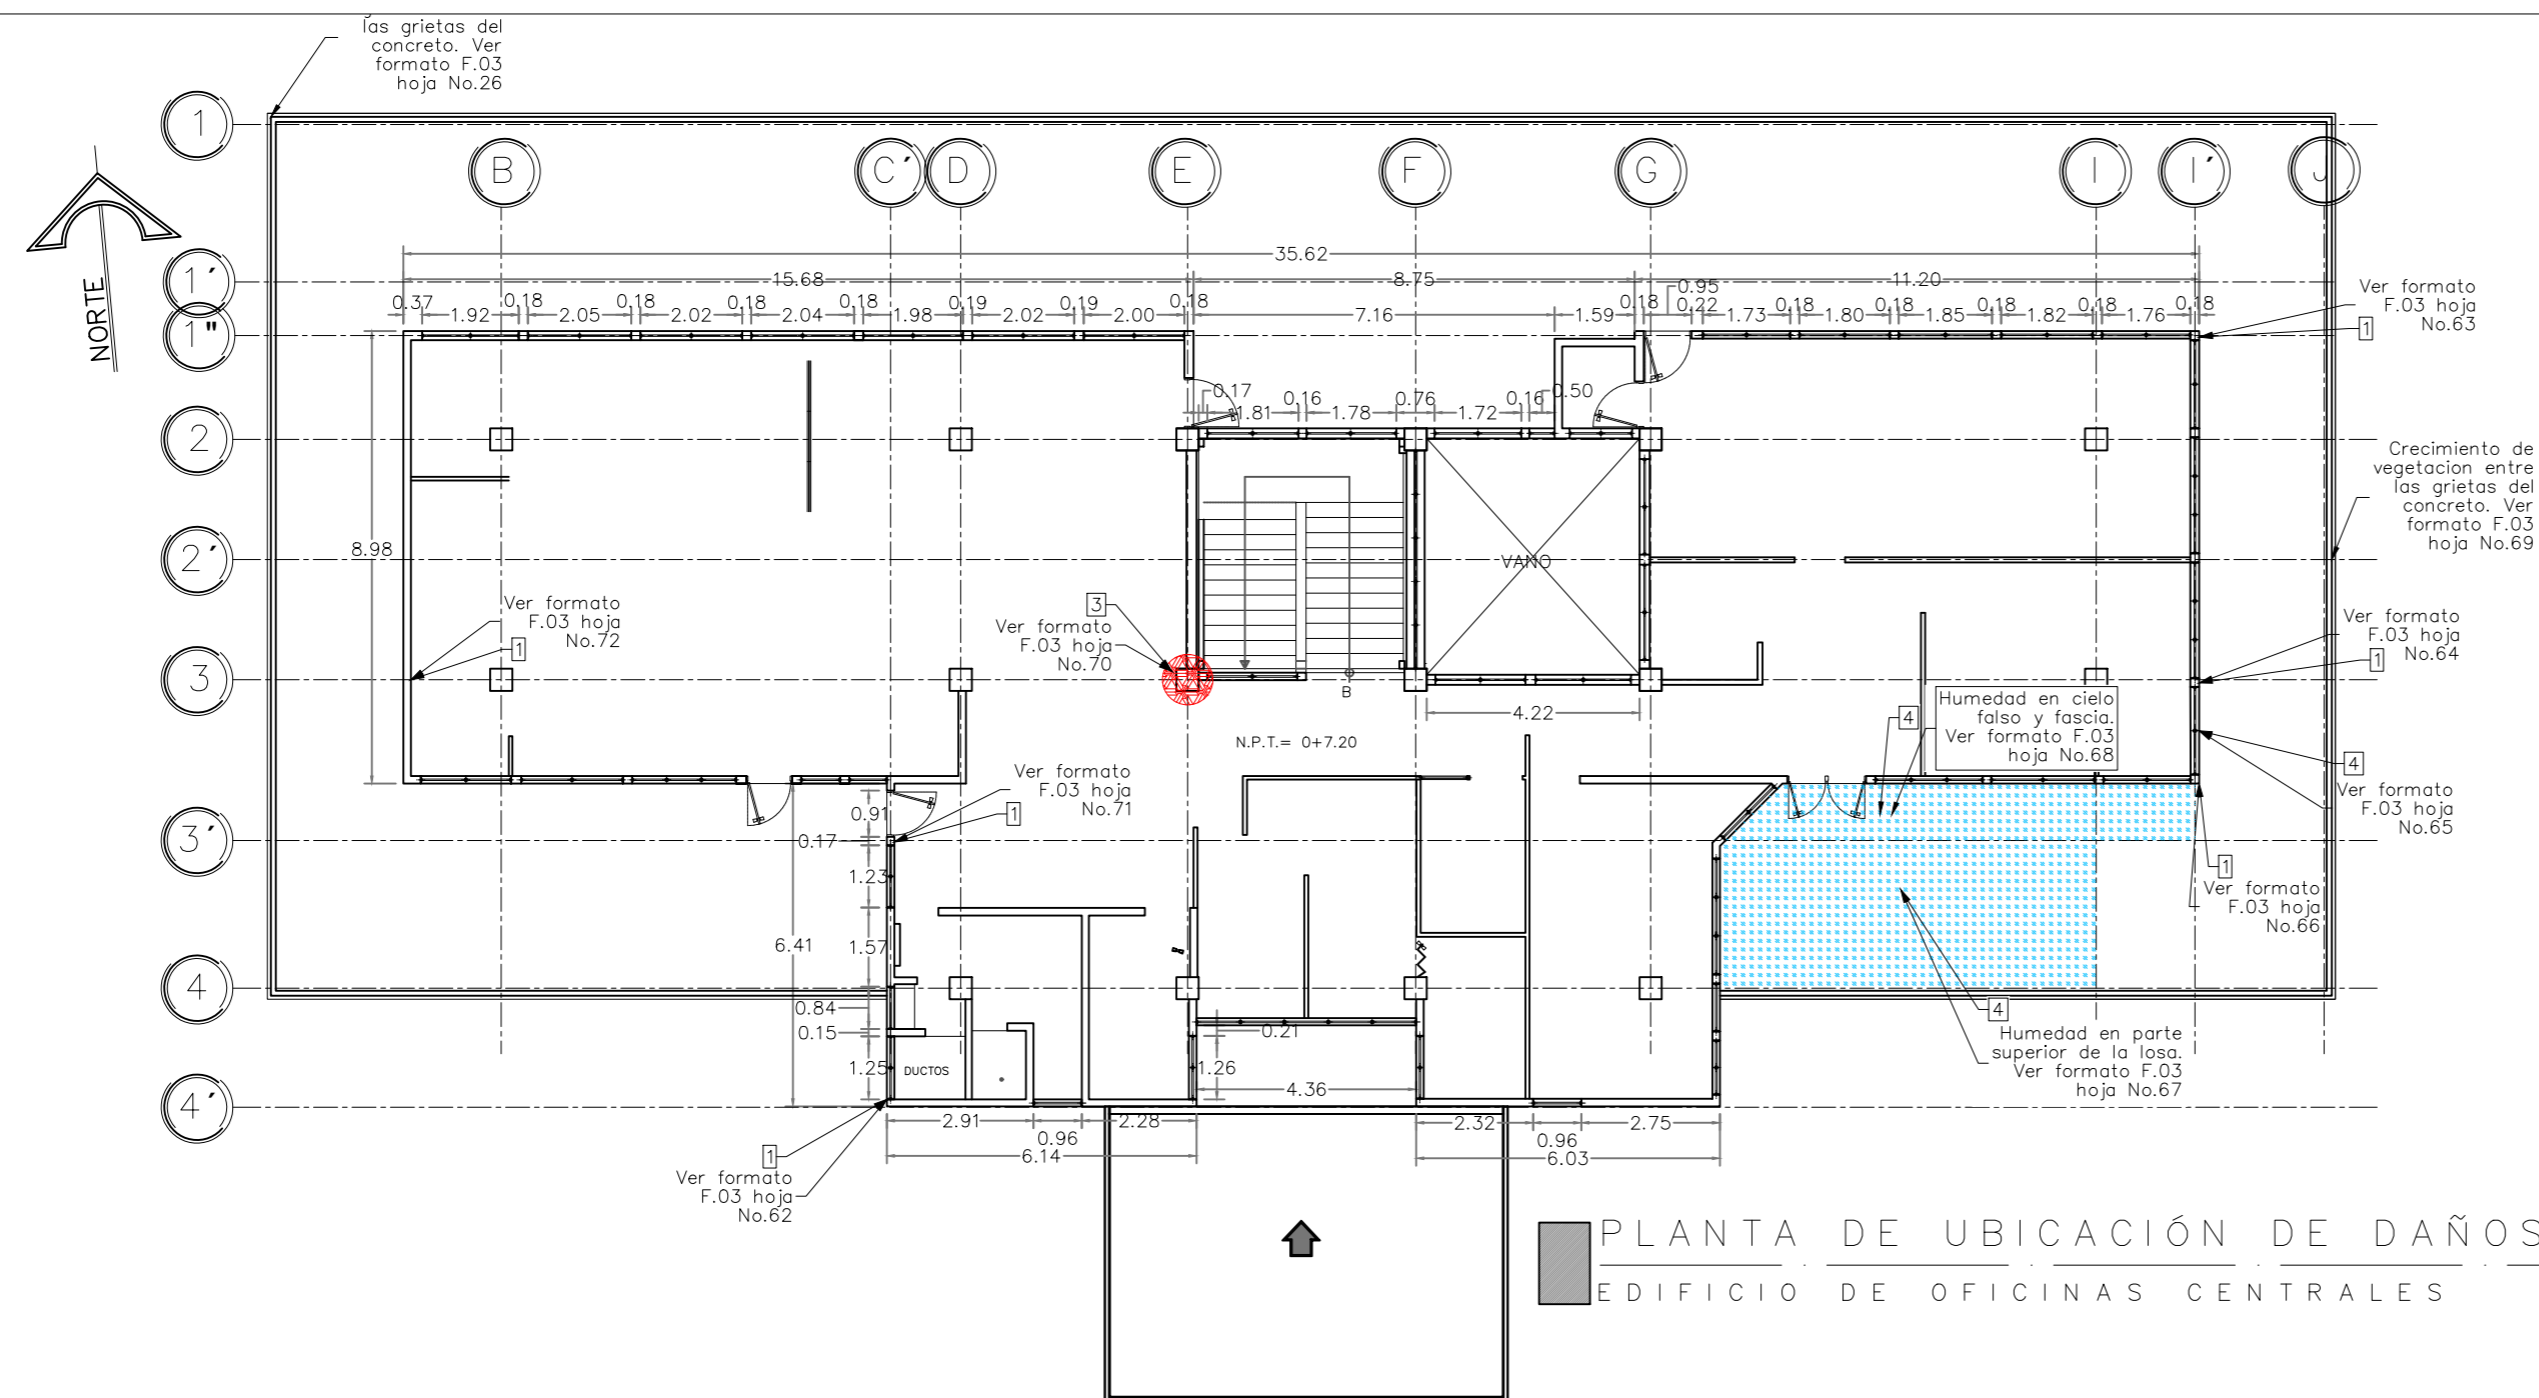 las grietas del
concreto. Ver
formato F.03
hoja No.26
1
B
C'
D
E
F
G
I
I'
J
NORTE
35.62
1'
15.68
8.75
11.20
Ver formato
F.03 hoja
No.63
1
1"
0.37
0.18
0.18
0.18
0.18
0.19
0.19
0.18
0.18
0.95
0.22
0.18
0.18
0.18
0.18
0.18
1.92
2.05
2.02
2.04
1.98
2.02
2.00
7.16
1.59
1.73
1.80
1.85
1.82
1.76
0.17
0.16
0.76
0.16
0.50
1.81
1.78
1.72
2
Crecimiento de
vegetacion entre
las grietas del
concreto. Ver
formato F.03
hoja No.69
2'
8.98
VANO
Ver formato
F.03 hoja
No.72
1
3
Ver formato
F.03 hoja
No.70
Ver formato
F.03 hoja
No.64
1
3
B
4.22
N.P.T.= 0+7.20
4
Humedad en cielo
falso y fascia.
Ver formato F.03
hoja No.68
4
Ver formato
F.03 hoja
No.65
Ver formato
F.03 hoja
No.71
1
3'
0.91
0.17
1.23
6.41
1.57
1
Ver formato
F.03 hoja
No.66
4
0.84
0.15
1.25
DUCTOS
0.21
1.26
4.36
4
Humedad en parte
superior de la losa.
Ver formato F.03
hoja No.67
4'
2.91
0.96
2.28
6.14
2.32
0.96
2.75
6.03
1
Ver formato
F.03 hoja
No.62
PLANTA DE UBICACIÓN DE DAÑOS
EDIFICIO DE OFICINAS CENTRALES